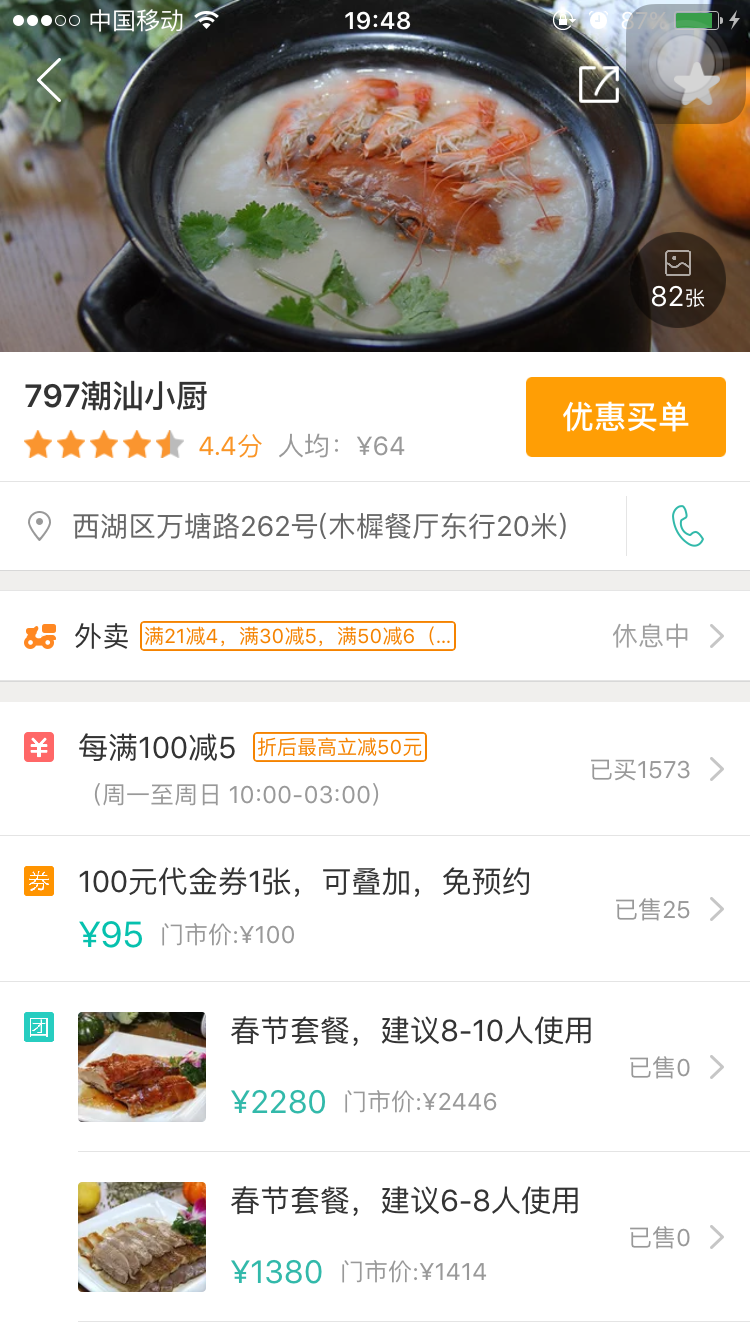 中国移动 19:48 87%
82张
797潮汕小厨
优惠买单
4.4分 人均：¥64
西湖区万塘路262号(木樨餐厅东行20米)
外卖 满21减4，满30减5，满50减6（... 休息中
¥ 每满100减5 折后最高立减50元
已买1573
（周一至周日 10:00-03:00）
券 100元代金券1张，可叠加，免预约
已售25
¥95 门市价:¥100
团 春节套餐，建议8-10人使用
已售0
¥2280 门市价:¥2446
春节套餐，建议6-8人使用
已售0
¥1380 门市价:¥1414